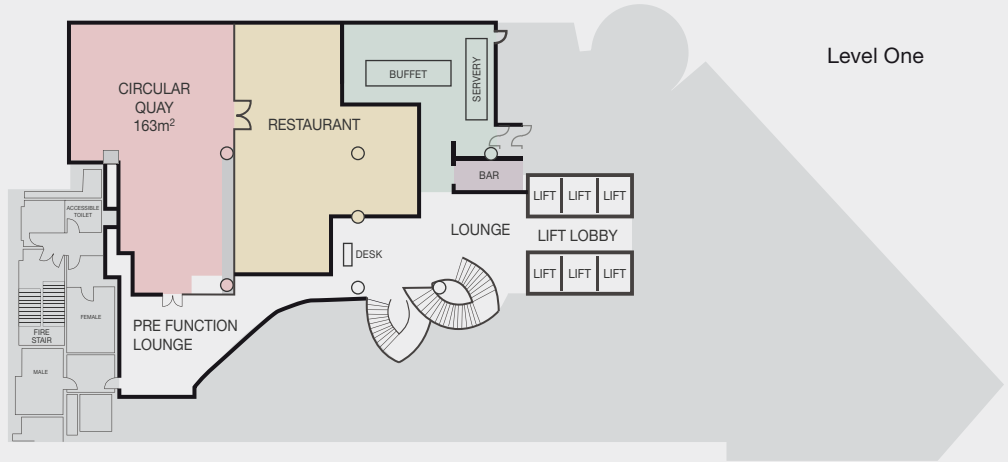 Level One
CIRCULAR
QUAY
163m²
RESTAURANT
BUFFET
SERVERY
BAR
LIFT LIFT LIFT
LOUNGE
LIFT LOBBY
DESK
LIFT LIFT LIFT
ACCESSIBLE
TOILET
PRE FUNCTION
LOUNGE
FEMALE
FIRE
STAIR
MALE